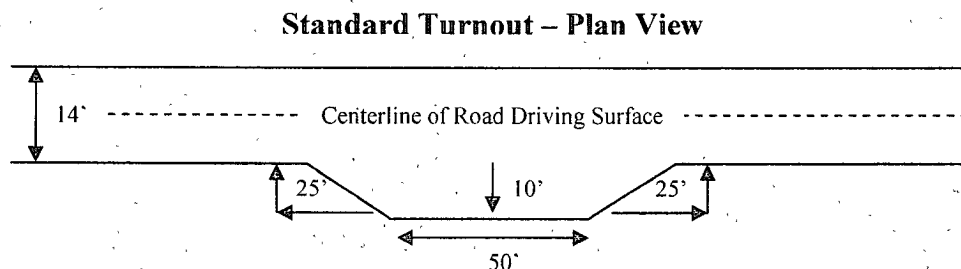 Standard Turnout – Plan View
14'
Centerline of Road Driving Surface
25'
10'
25'
50'